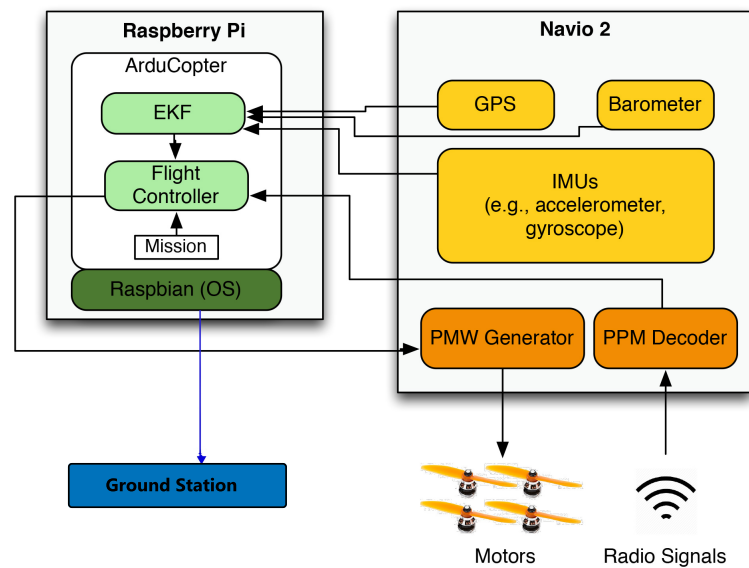 Raspberry Pi
ArduCopter
EKF
Flight
Controller
Mission
Raspbian (OS)
Navio 2
GPS
Barometer
IMUs
(e.g., accelerometer,
gyroscope)
PMW Generator
PPM Decoder
Ground Station
Motors
Radio Signals